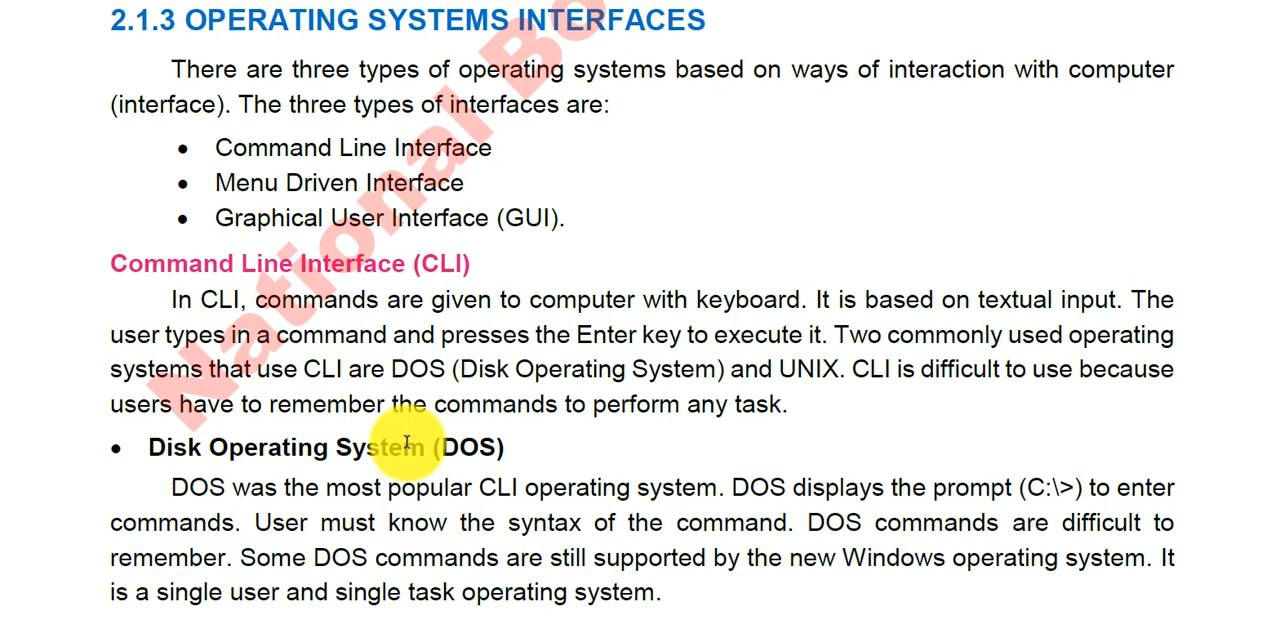 2.1.3 OPERATING SYSTEMS INTERFACES
There are three types of operating systems based on ways of interaction with computer
(interface). The three types of interfaces are:
• Command Line Interface
• Menu Driven Interface
• Graphical User Interface (GUI).
Command Line Interface (CLI)
In CLI, commands are given to computer with keyboard. It is based on textual input. The
user types in a command and presses the Enter key to execute it. Two commonly used operating
systems that use CLI are DOS (Disk Operating System) and UNIX. CLI is difficult to use because
users have to remember the commands to perform any task.
• Disk Operating System (DOS)
DOS was the most popular CLI operating system. DOS displays the prompt (C:\>) to enter
commands. User must know the syntax of the command. DOS commands are difficult to
remember. Some DOS commands are still supported by the new Windows operating system. It
is a single user and single task operating system.
National